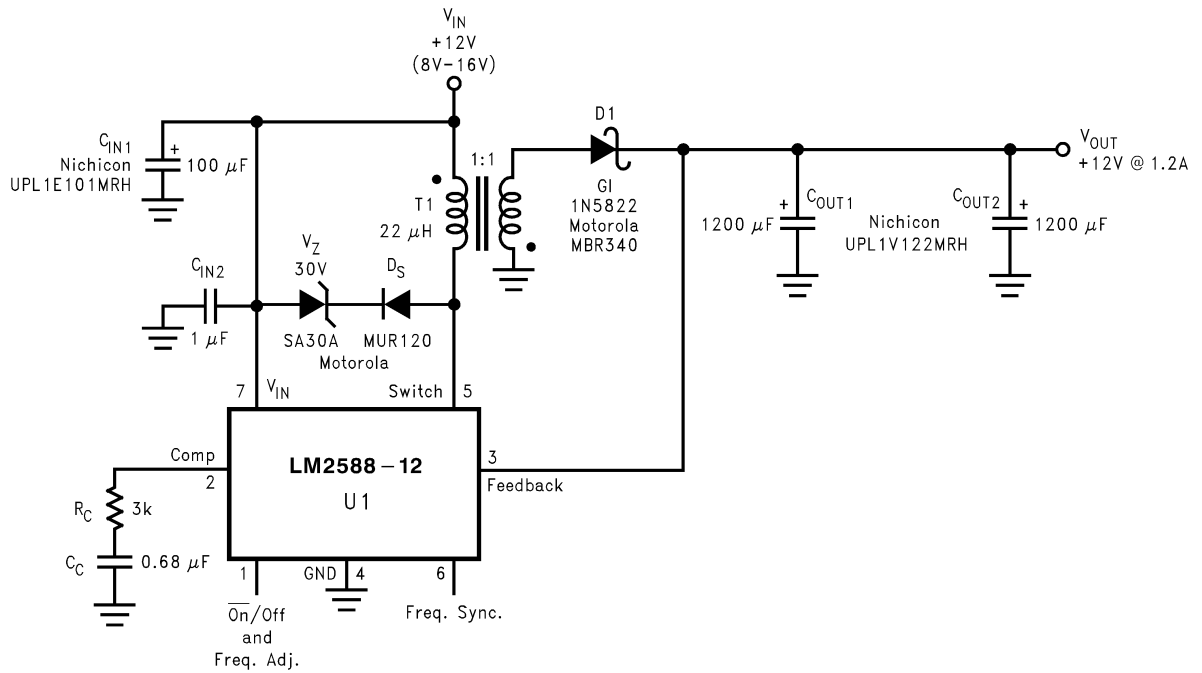 V_IN
+12V
(8V–16V)
C_IN1
Nichicon
UPL1E101MRH
+
100 µF
1:1
T1
22 µH
D1
GI
1N5822
Motorola
MBR340
V_OUT
+12V @ 1.2A
C_OUT1
+
1200 µF
Nichicon
UPL1V122MRH
C_OUT2
+
1200 µF
C_IN2
1 µF
V_Z
30V
D_S
SA30A MUR120
Motorola
7 V_IN
Switch 5
Comp
2
LM2588–12
U1
3
Feedback
R_C 3k
C_C 0.68 µF
1
GND 4
6
O̅n̅/Off
and
Freq. Adj.
Freq. Sync.